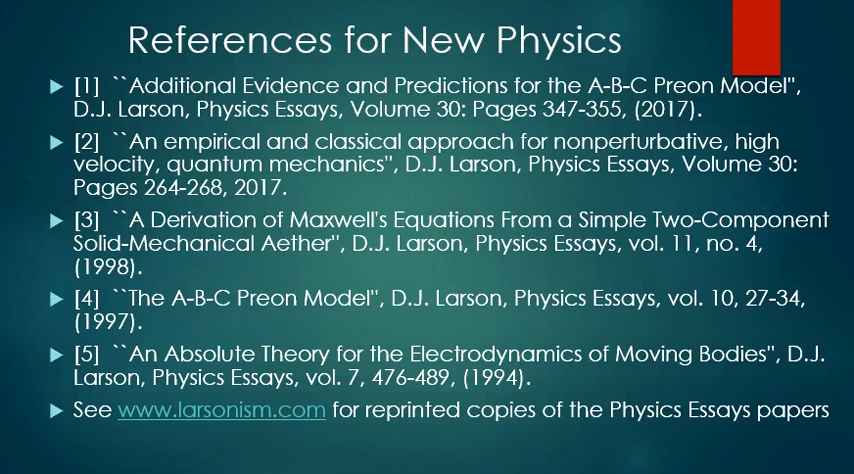 References for New Physics
[1] ``Additional Evidence and Predictions for the A-B-C Preon Model",
D.J. Larson, Physics Essays, Volume 30: Pages 347-355, (2017).
[2] ``An empirical and classical approach for nonperturbative, high
velocity, quantum mechanics", D.J. Larson, Physics Essays, Volume 30:
Pages 264-268, 2017.
[3] ``A Derivation of Maxwell's Equations From a Simple Two-Component
Solid-Mechanical Aether", D.J. Larson, Physics Essays, vol. 11, no. 4,
(1998).
[4] ``The A-B-C Preon Model", D.J. Larson, Physics Essays, vol. 10, 27-34,
(1997).
[5] ``An Absolute Theory for the Electrodynamics of Moving Bodies", D.J.
Larson, Physics Essays, vol. 7, 476-489, (1994).
See www.larsonism.com for reprinted copies of the Physics Essays papers